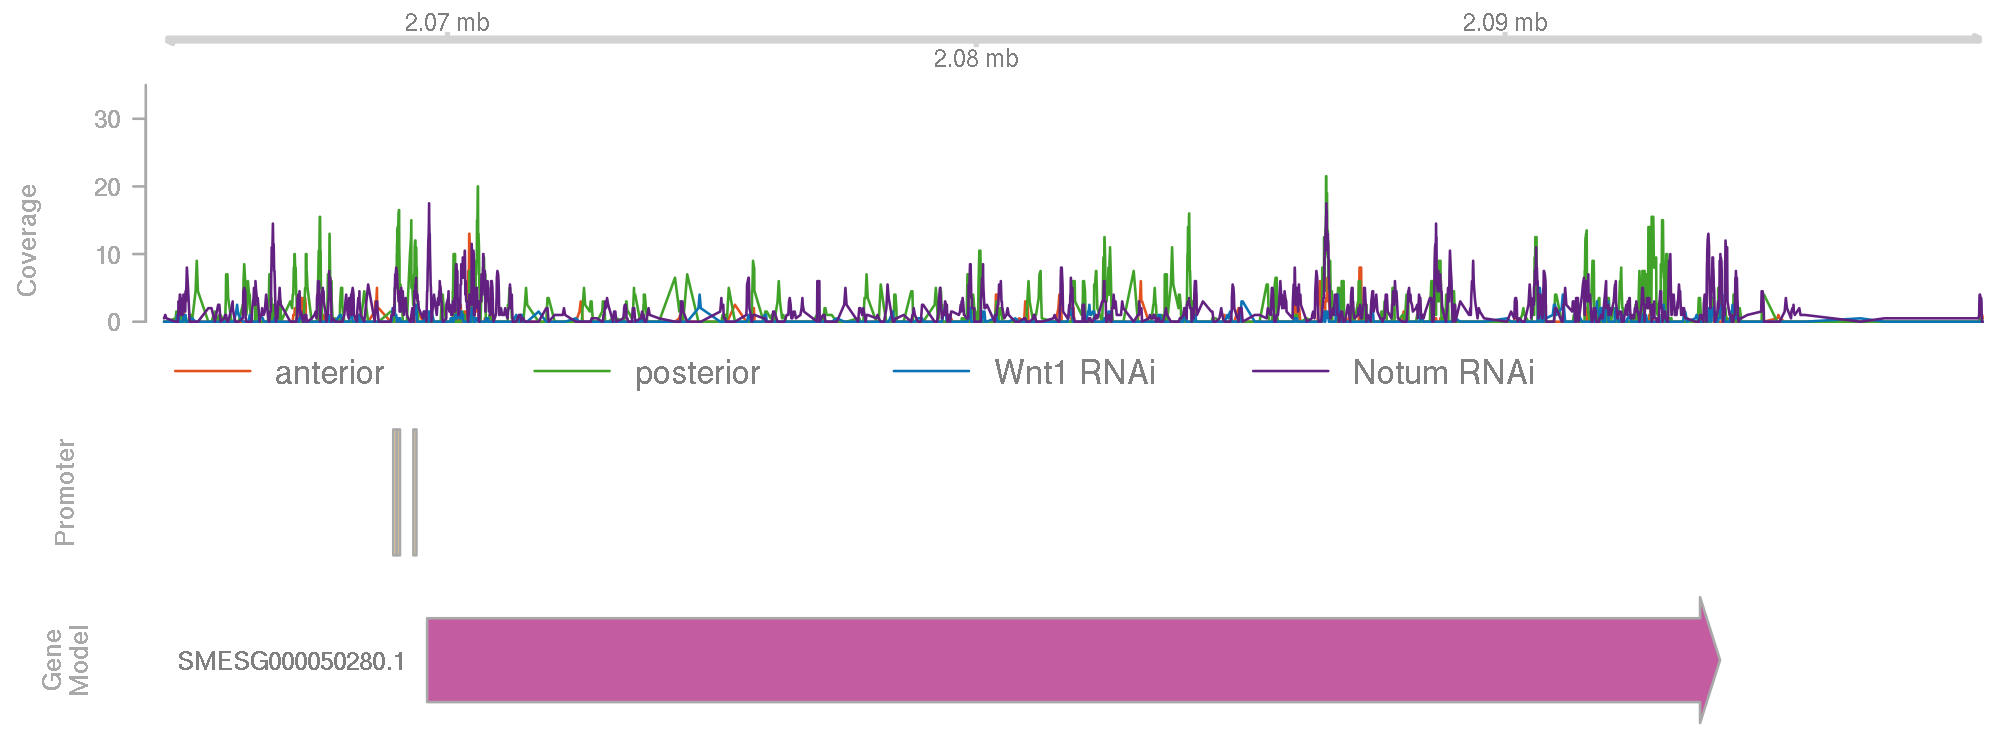 2.07 mb
2.09 mb
2.08 mb
Coverage
30
20
10
0
anterior
posterior
Wnt1 RNAi
Notum RNAi
Promoter
Gene
Model
SMESG000050280.1